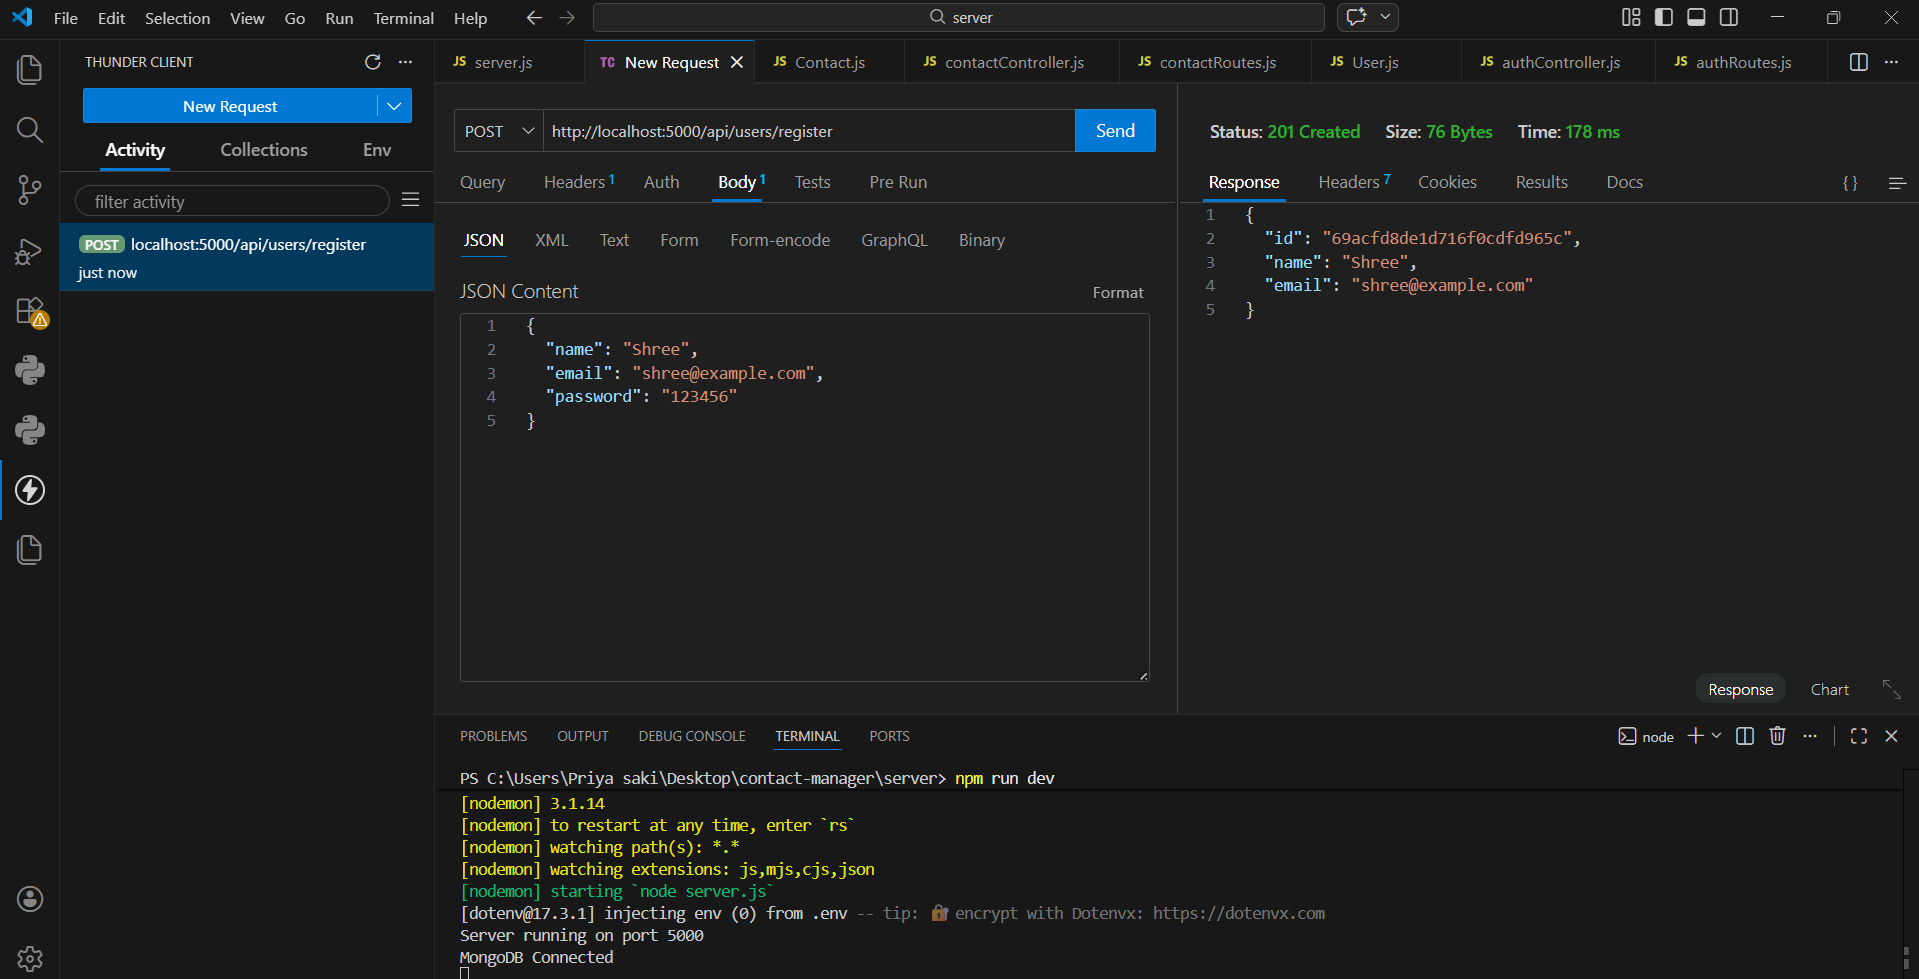 File Edit Selection View Go Run Terminal Help
server
THUNDER CLIENT
New Request
Activity Collections Env
filter activity
POST localhost:5000/api/users/register
just now
JS server.js
TC New Request
JS Contact.js
JS contactController.js
JS contactRoutes.js
JS User.js
JS authController.js
JS authRoutes.js
POST http://localhost:5000/api/users/register Send
Query Headers 1 Auth Body 1 Tests Pre Run
JSON XML Text Form Form-encode GraphQL Binary
JSON Content Format
1 {
2 "name": "Shree",
3 "email": "shree@example.com",
4 "password": "123456"
5 }
Status: 201 Created Size: 76 Bytes Time: 178 ms
Response Headers 7 Cookies Results Docs { }
1 {
2 "id": "69acfd8de1d716f0cdfd965c",
3 "name": "Shree",
4 "email": "shree@example.com"
5 }
Response Chart
PROBLEMS OUTPUT DEBUG CONSOLE TERMINAL PORTS
node
PS C:\Users\Priya saki\Desktop\contact-manager\server> npm run dev
[nodemon] 3.1.14
[nodemon] to restart at any time, enter `rs`
[nodemon] watching path(s): *.*
[nodemon] watching extensions: js,mjs,cjs,json
[nodemon] starting `node server.js`
[dotenv@17.3.1] injecting env (0) from .env -- tip: 🔐 encrypt with Dotenvx: https://dotenvx.com
Server running on port 5000
MongoDB Connected